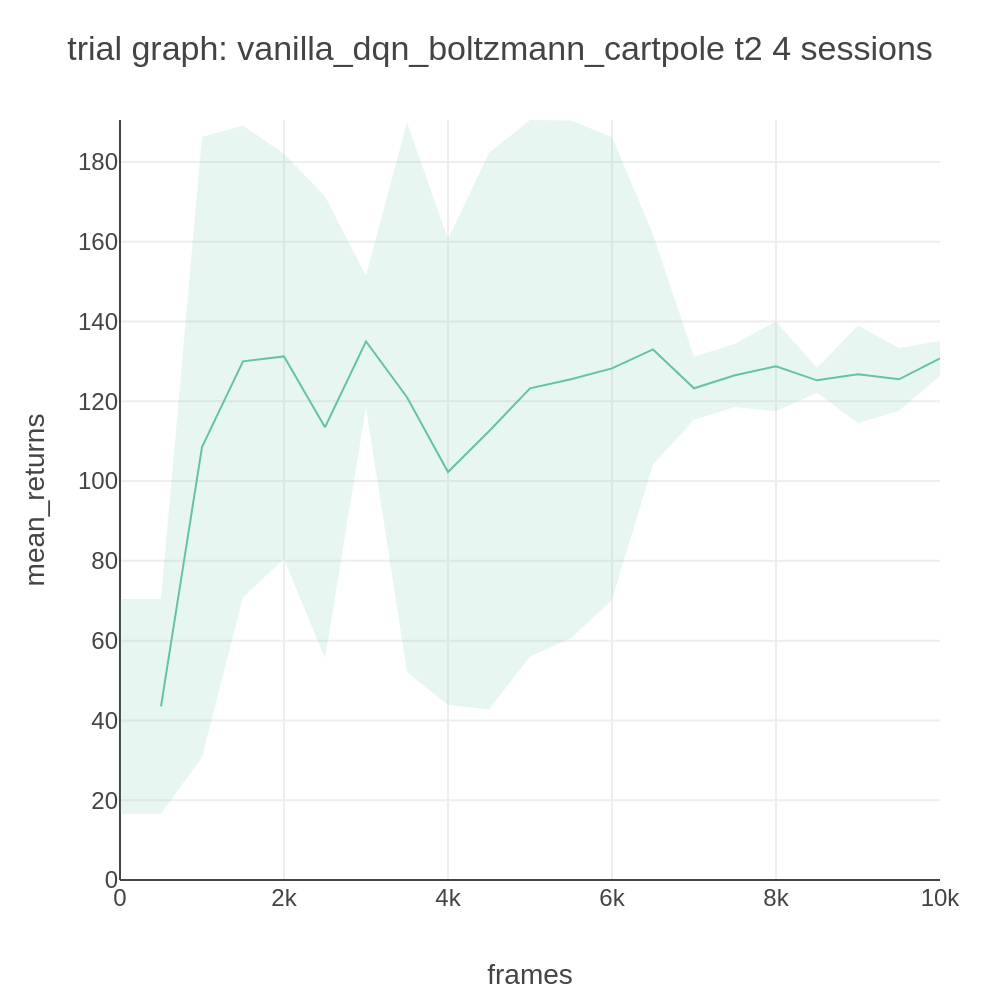 trial graph: vanilla_dqn_boltzmann_cartpole t2 4 sessions
mean_returns
180
160
140
120
100
80
60
40
20
0
0 2k 4k 6k 8k 10k
frames